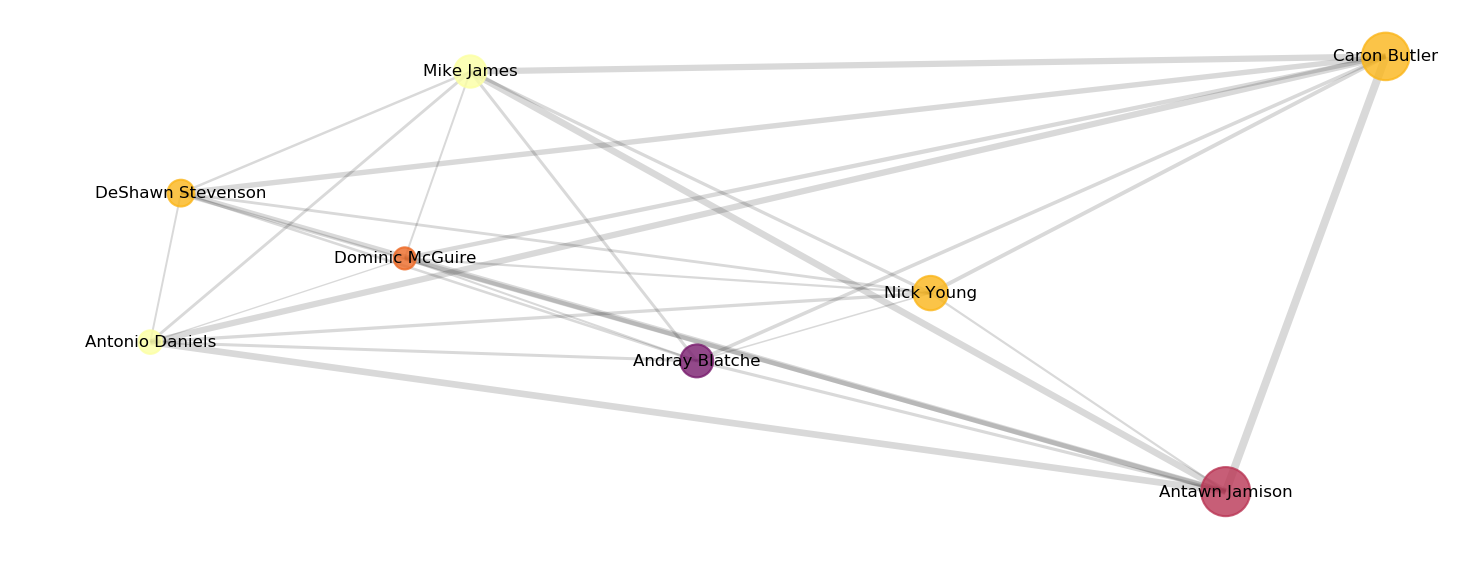 Caron Butler
Mike James
DeShawn Stevenson
Dominic McGuire
Nick Young
Antonio Daniels
Andray Blatche
Antawn Jamison